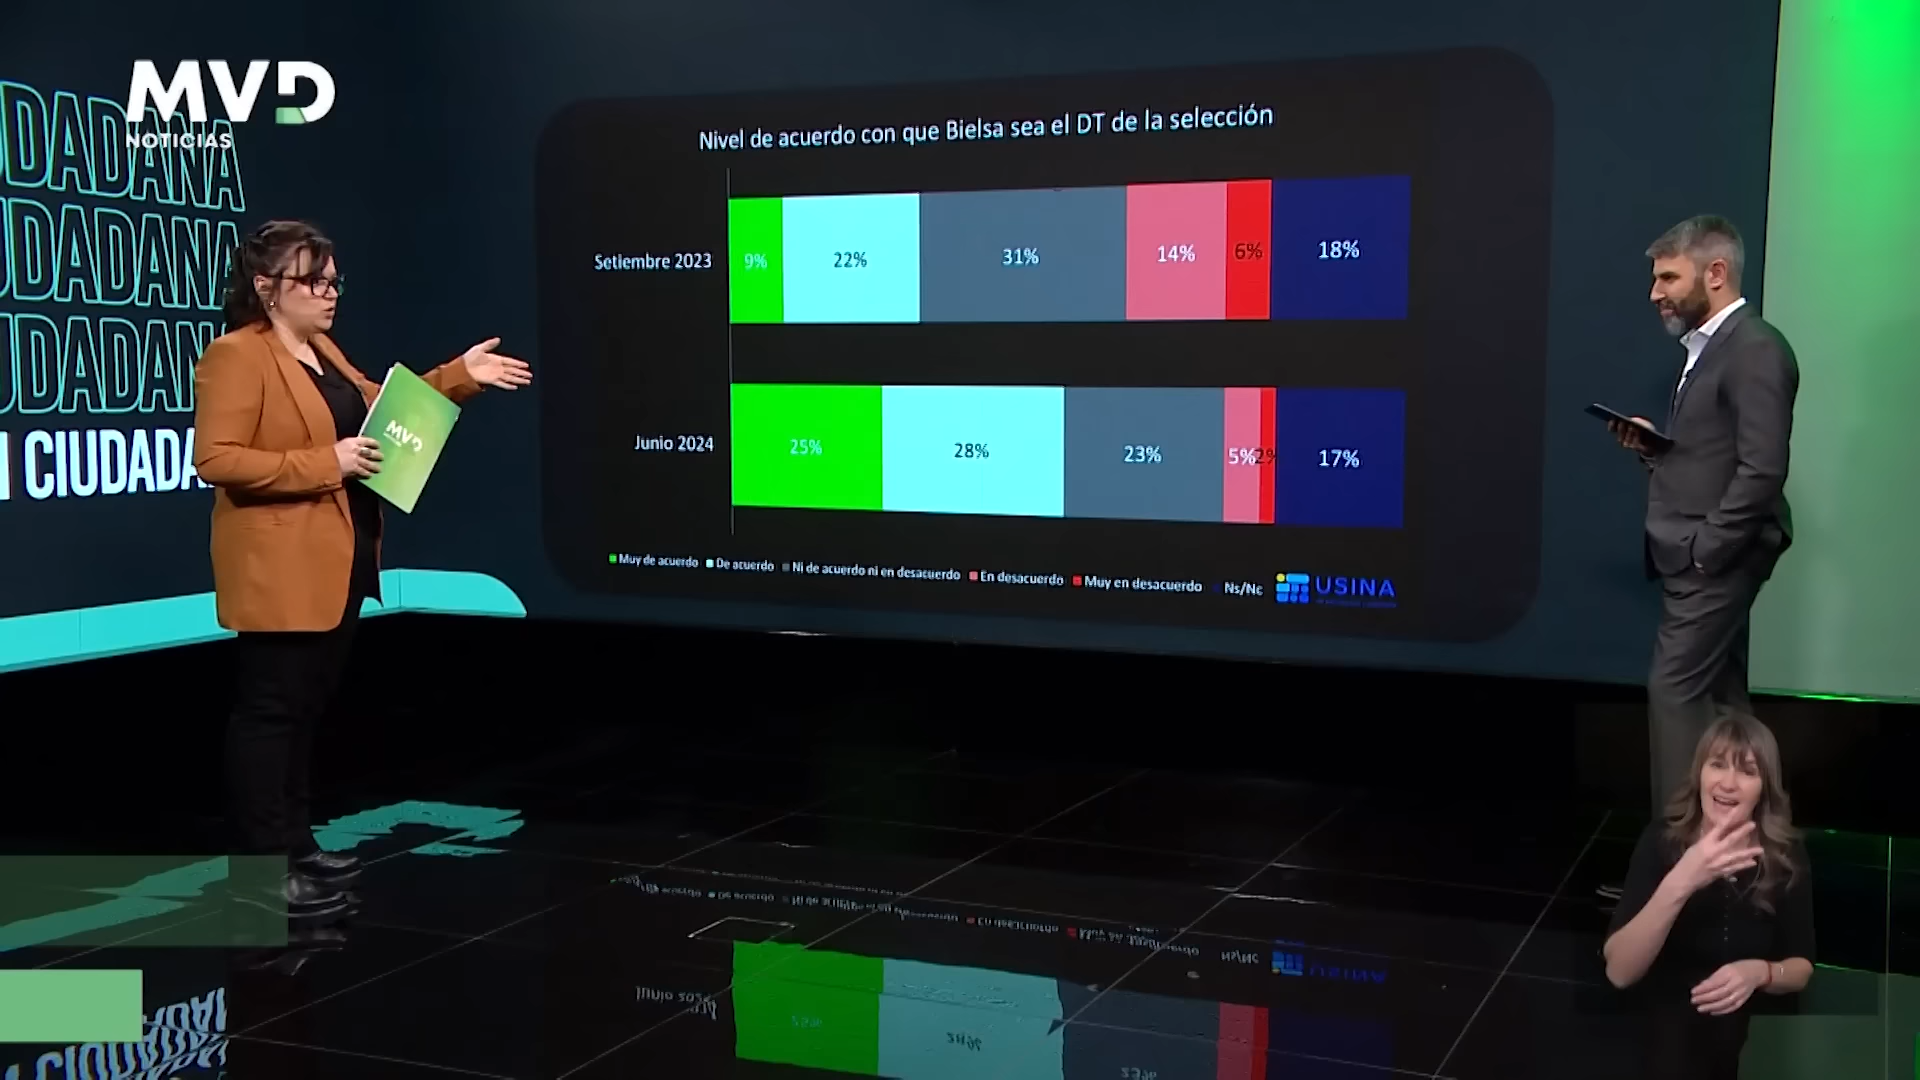 MVD
NOTICIAS
UDADANA
UDADANA
UDADAN
CIUDADA
MVD
Nivel de acuerdo con que Bielsa sea el DT de la selección
Setiembre 2023 9% 22% 31% 14% 6% 18%
Junio 2024 25% 28% 23% 5% 2% 17%
Muy de acuerdo De acuerdo Ni de acuerdo ni en desacuerdo En desacuerdo Muy en desacuerdo Ns/Nc
USINA